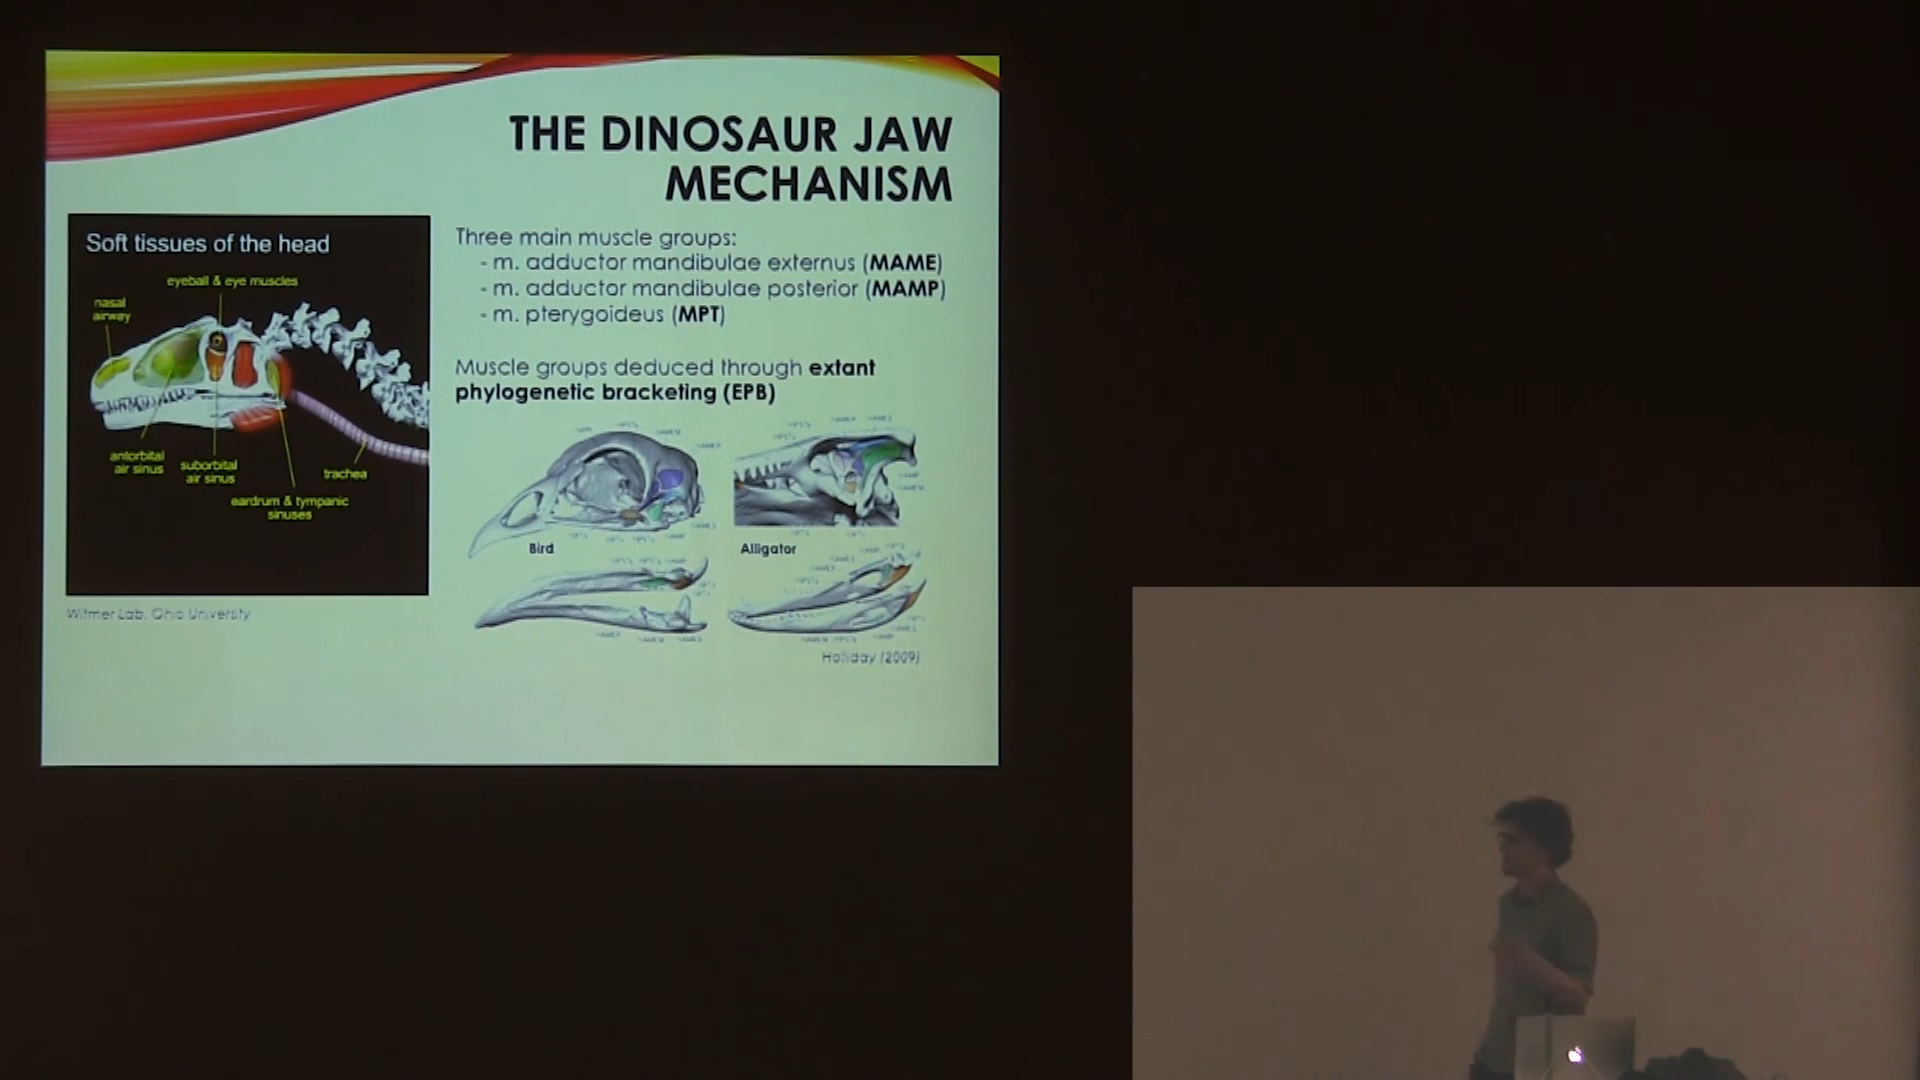 THE DINOSAUR JAW
MECHANISM
Soft tissues of the head
eyeball & eye muscles
nasal
airway
antorbital
air sinus
suborbital
air sinus
trachea
eardrum & tympanic
sinuses
Witmer Lab, Ohio University
Three main muscle groups:
- m. adductor mandibulae externus (MAME)
- m. adductor mandibulae posterior (MAMP)
- m. pterygoideus (MPT)
Muscle groups deduced through extant
phylogenetic bracketing (EPB)
Bird
Alligator
Holliday (2009)